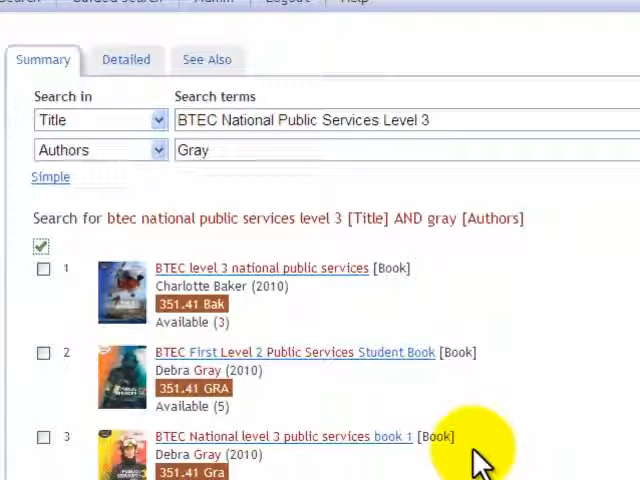 Search Guided Search Admin Logout Help
Summary Detailed See Also
Search in Search terms
Title BTEC National Public Services Level 3
Authors Gray
Simple
Search for btec national public services level 3 [Title] AND gray [Authors]
1 BTEC level 3 national public services [Book]
Charlotte Baker (2010)
351.41 Bak
Available (3)
2 BTEC First Level 2 Public Services Student Book [Book]
Debra Gray (2010)
351.41 GRA
Available (5)
3 BTEC National level 3 public services book 1 [Book]
Debra Gray (2010)
351.41 Gra